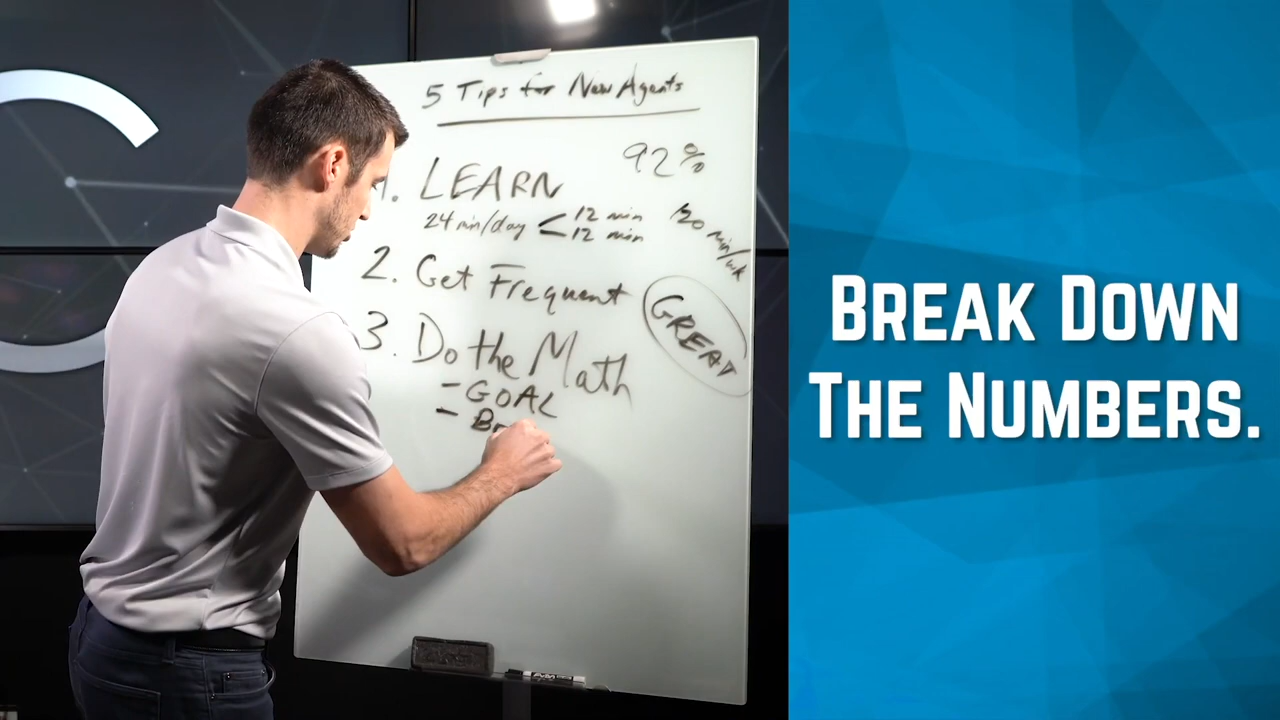 5 Tips for New Agents
92%
1. LEARN
24 min/day < 12 min
12 min
120 min/wk
2. Get Frequent
GREAT
3. Do the Math
- GOAL
-
BREAK DOWN
THE NUMBERS.